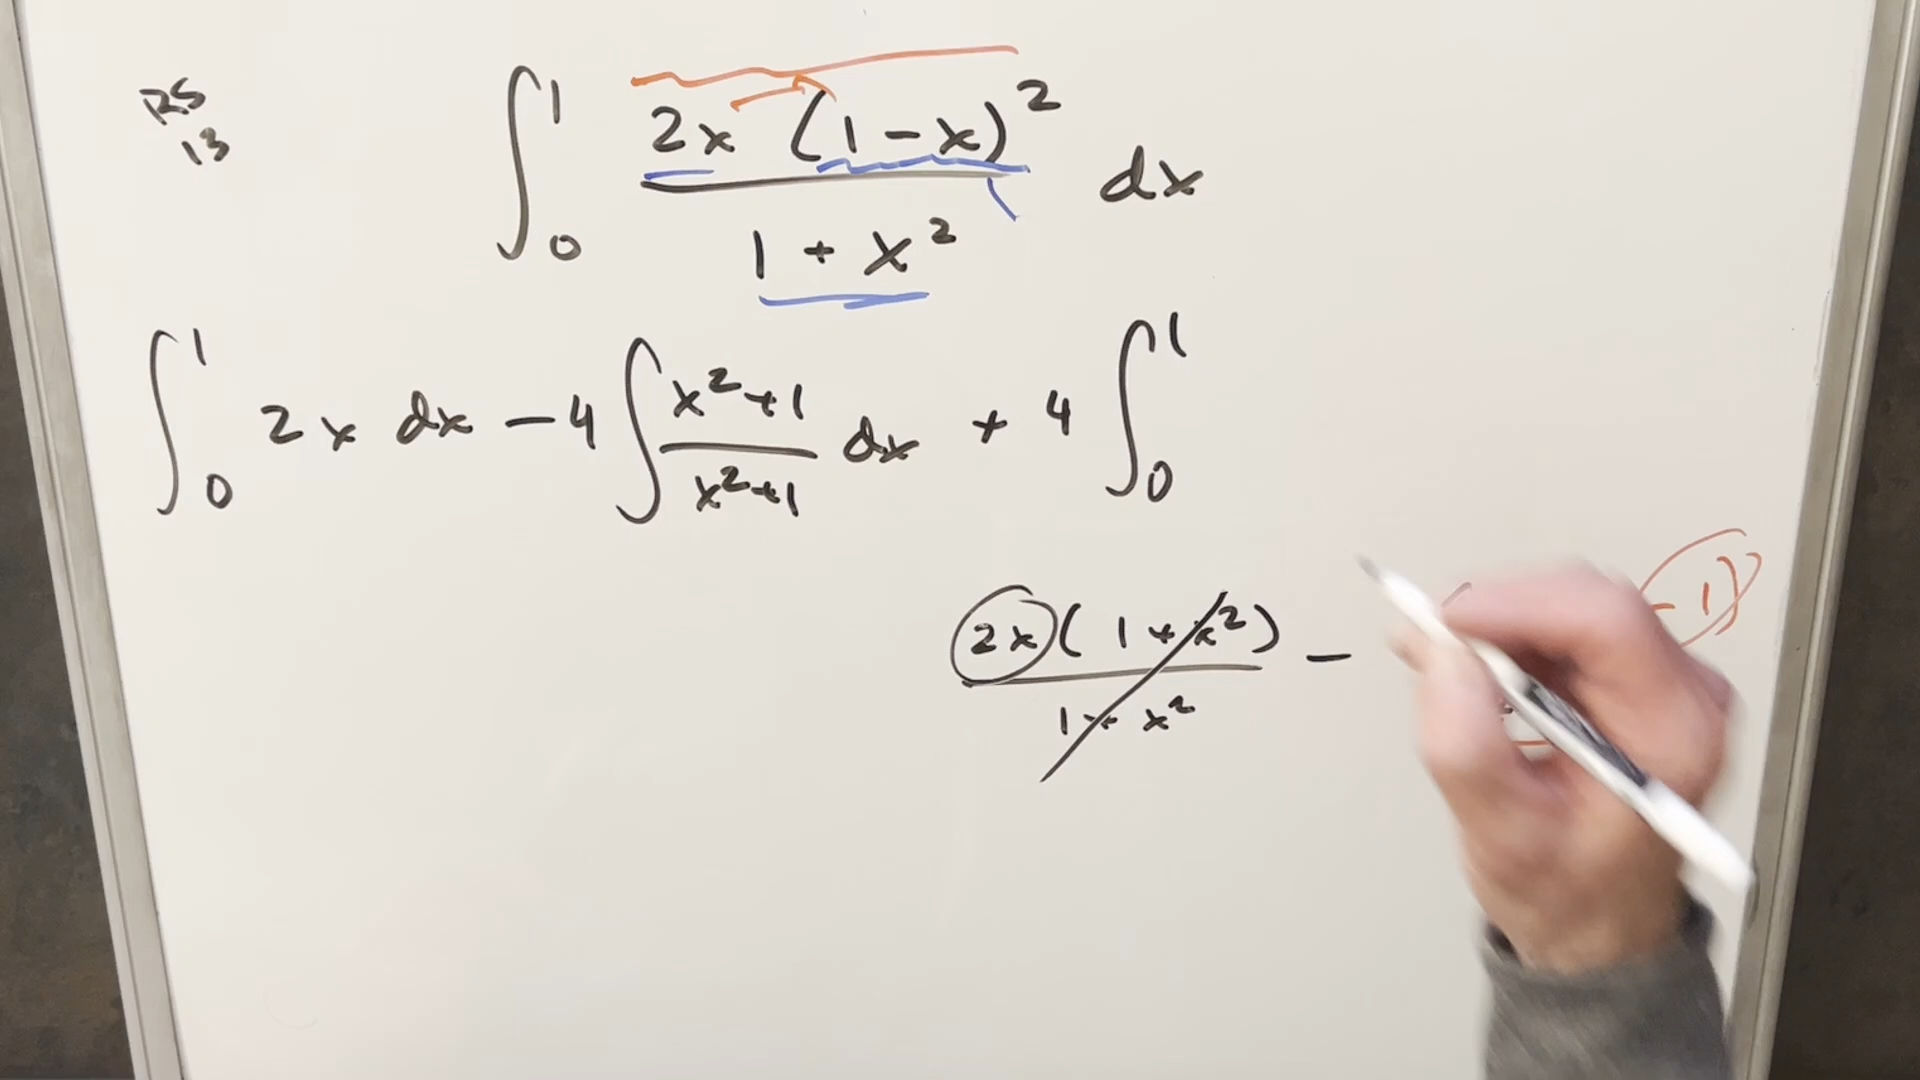 RS
13
∫₀¹ 2x (1 - x)² / 1 + x² dx
∫₀¹ 2x dx - 4 ∫ x² + 1 / x² + 1 dx + 4 ∫₀¹
2x (1 + x²) / 1 + x² - - 1)